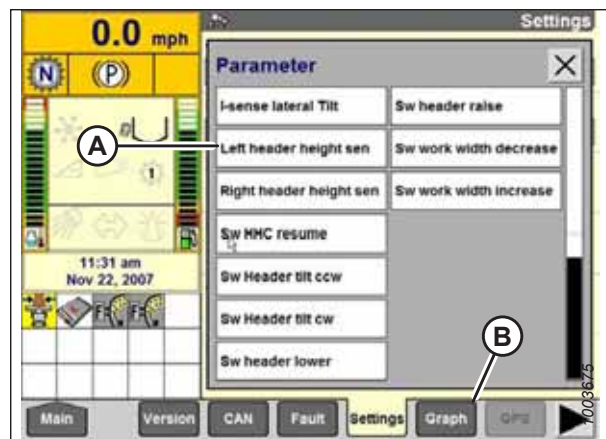 0.0 mph
Settings
N
(P)
Parameter
I-sense lateral Tilt
Sw header raise
Left header height sen
Sw work width decrease
Right header height sen
Sw work width increase
Sw HHC resume
Sw Header tilt ccw
Sw Header tilt cw
Sw header lower
A
B
D
1
11:31 am
Nov 22, 2007
F
F
Main
Version
CAN
Fault
Settings
Graph
GPS
1003675